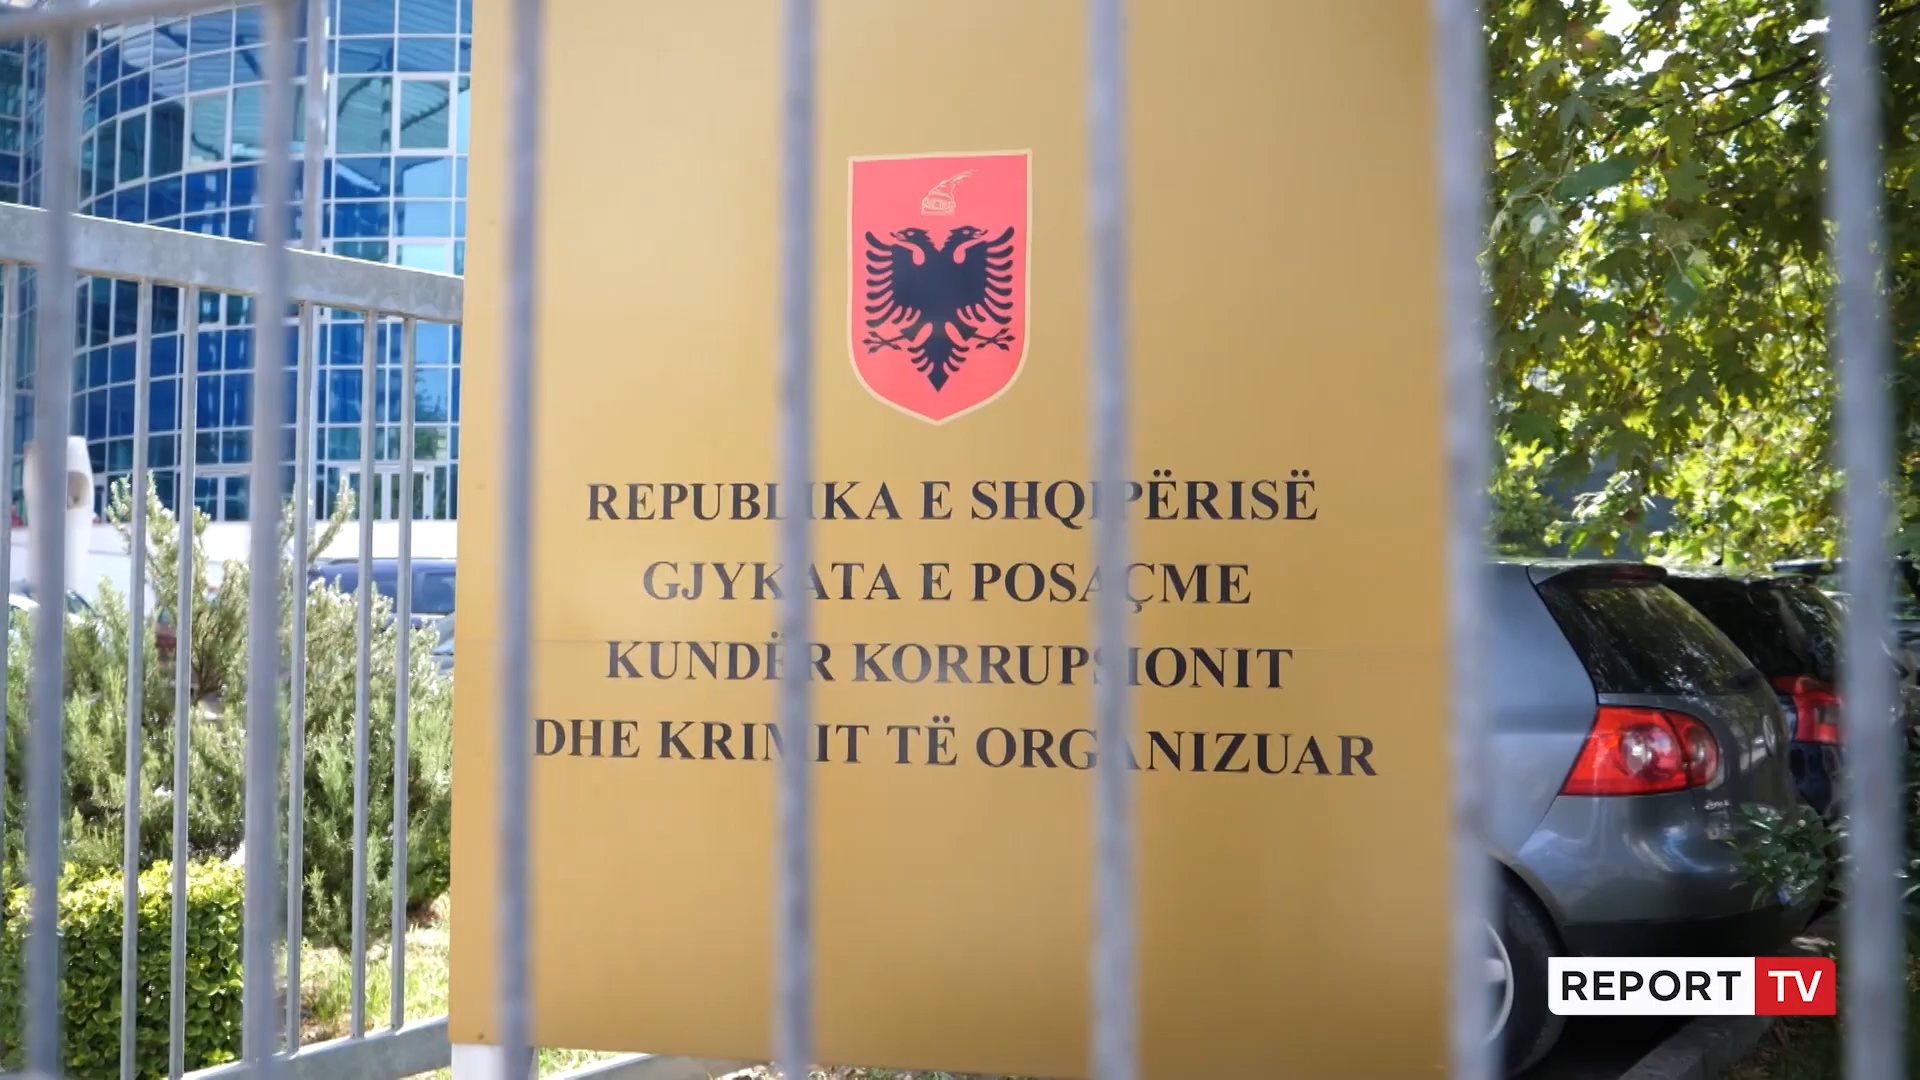 REPUBLIKA E SHQIPËRISË
GJYKATA E POSAÇME
KUNDËR KORRUPSIONIT
DHE KRIMIT TË ORGANIZUAR
REPORT TV